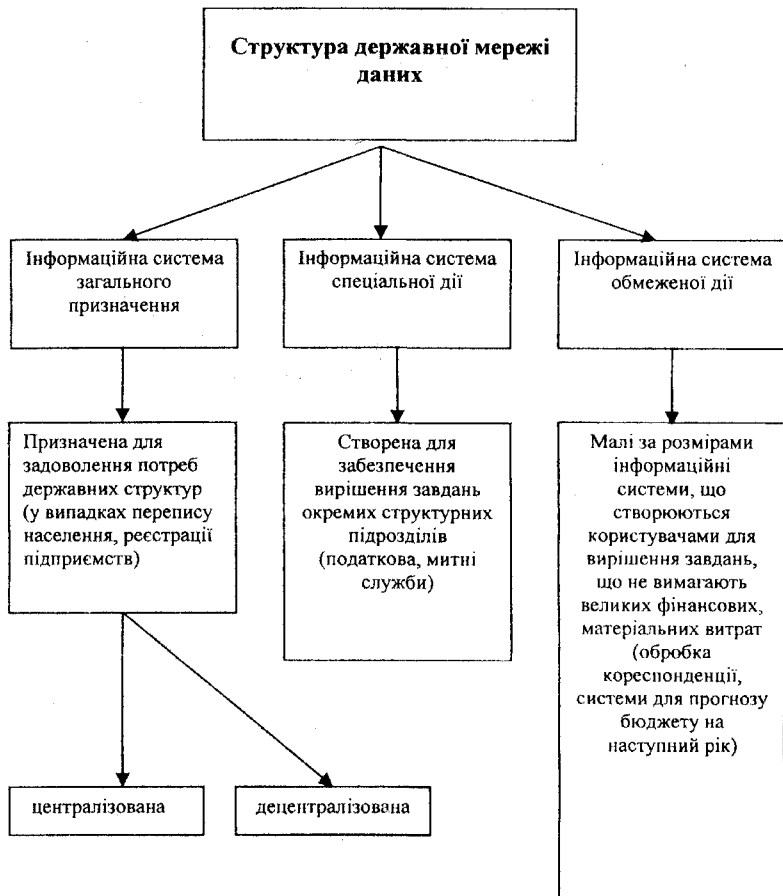 Структура державної мережі
даних
Інформаційна система
загального
призначення
Інформаційна система
спеціальної дії
Інформаційна система
обмеженої дії
Призначена для
задоволення потреб
державних структур
(у випадках перепису
населення, реєстрації
підприємств)
Створена для
забезпечення
вирішення завдань
окремих структурних
підрозділів
(податкова, митні
служби)
Малі за розмірами
інформаційні
системи, що
створюються
користувачами для
вирішення завдань,
що не вимагають
великих фінансових,
матеріальних витрат
(обробка
кореспонденції,
системи для прогнозу
бюджету на
наступний рік)
централізована
децентралізована